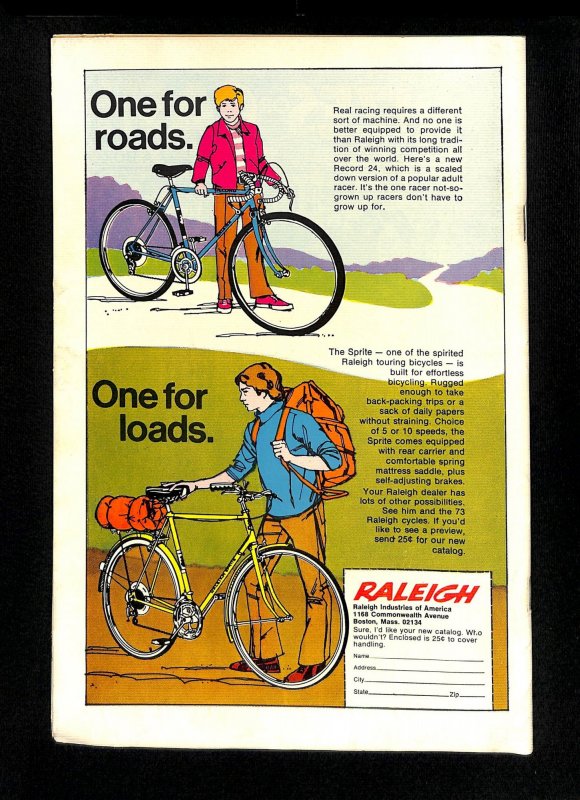 One for
roads.
Real racing requires a different
sort of machine. And no one is
better equipped to provide it
than Raleigh with its long tradi-
tion of winning competition all
over the world. Here's a new
Record 24, which is a scaled
down version of a popular adult
racer. It's the one racer not-so-
grown up racers don't have to
grow up for.
The Sprite — one of the spirited
Raleigh touring bicycles — is
built for effortless
bicycling. Rugged
enough to take
back-packing trips or a
sack of daily papers
without straining. Choice
of 5 or 10 speeds, the
Sprite comes equipped
with rear carrier and
comfortable spring
mattress saddle, plus
self-adjusting brakes.
Your Raleigh dealer has
lots of other possibilities.
See him and the 73
Raleigh cycles. If you'd
like to see a preview,
send 25¢ for our new
catalog.
One for
loads.
RALEIGH
Raleigh Industries of America
1168 Commonwealth Avenue
Boston, Mass. 02134
Sure, I'd like your new catalog. Who
wouldn't? Enclosed is 25¢ to cover
handling.
Name
Address
City
State Zip